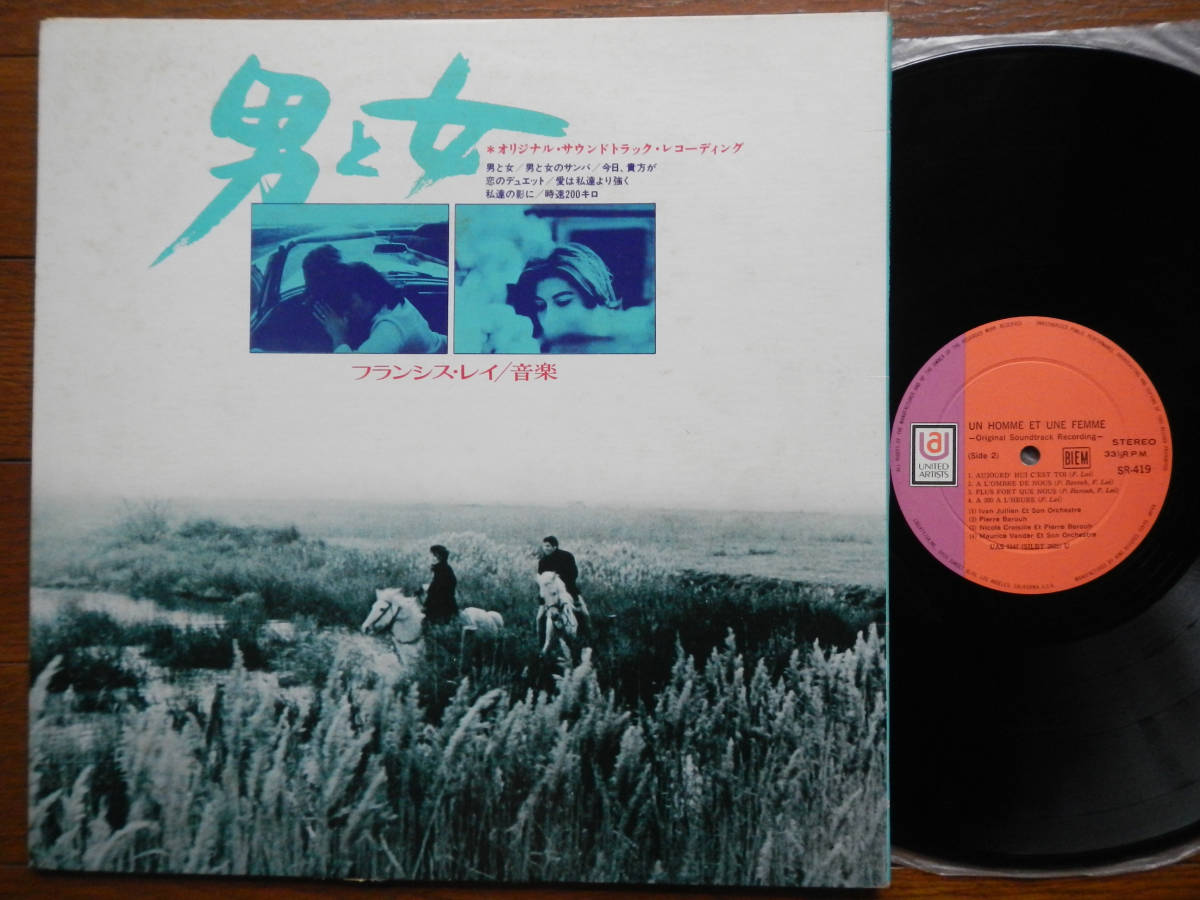 男と女
*オリジナル・サウンドトラック・レコーディング
男と女/男と女のサンバ/今日、貴方が
恋のデュエット/愛は私達より強く
私達の影に/時速200キロ
フランシス・レイ/音楽
UN HOMME ET UNE FEMME
-Original Soundtrack Recording-
STEREO
(Side 2)
BIEM
33⅓R.P.M.
SR-419
UA
UNITED
ARTISTS
1. AUJOURD' HUI C'EST TOI (F. Lai)
2. A L'OMBRE DE NOUS (P. Barouh, F. Lai)
3. PLUS FORT QUE NOUS (P. Barouh, F. Lai)
4. A 200 A L'HEURE (F. Lai)
(1) Ivan Jullien Et Son Orchestre
(2) Pierre Barouh
(3) Nicole Croisille Et Pierre Barouh
(4) Maurice Vander Et Son Orchestre